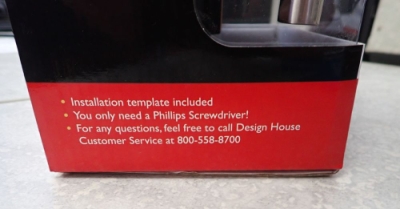 • Installation template included
• You only need a Phillips Screwdriver!
• For any questions, feel free to call Design House
Customer Service at 800-558-8700